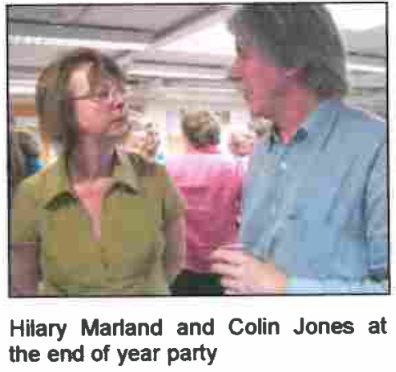 Hilary Marland and Colin Jones at
the end of year party